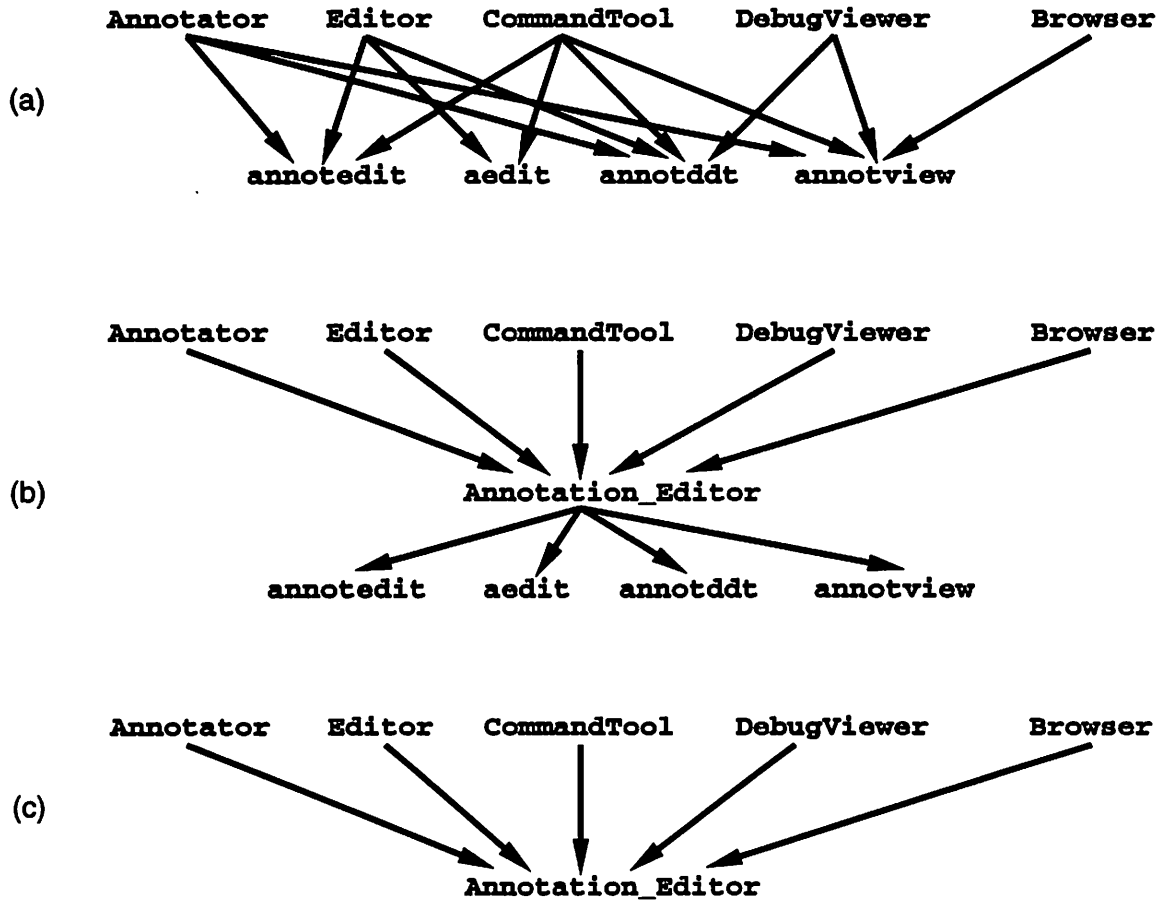 Annotator Editor CommandTool DebugViewer Browser
(a)
annotedit aedit annotddt annotview
Annotator Editor CommandTool DebugViewer Browser
(b)
Annotation_Editor
annotedit aedit annotddt annotview
Annotator Editor CommandTool DebugViewer Browser
(c)
Annotation_Editor